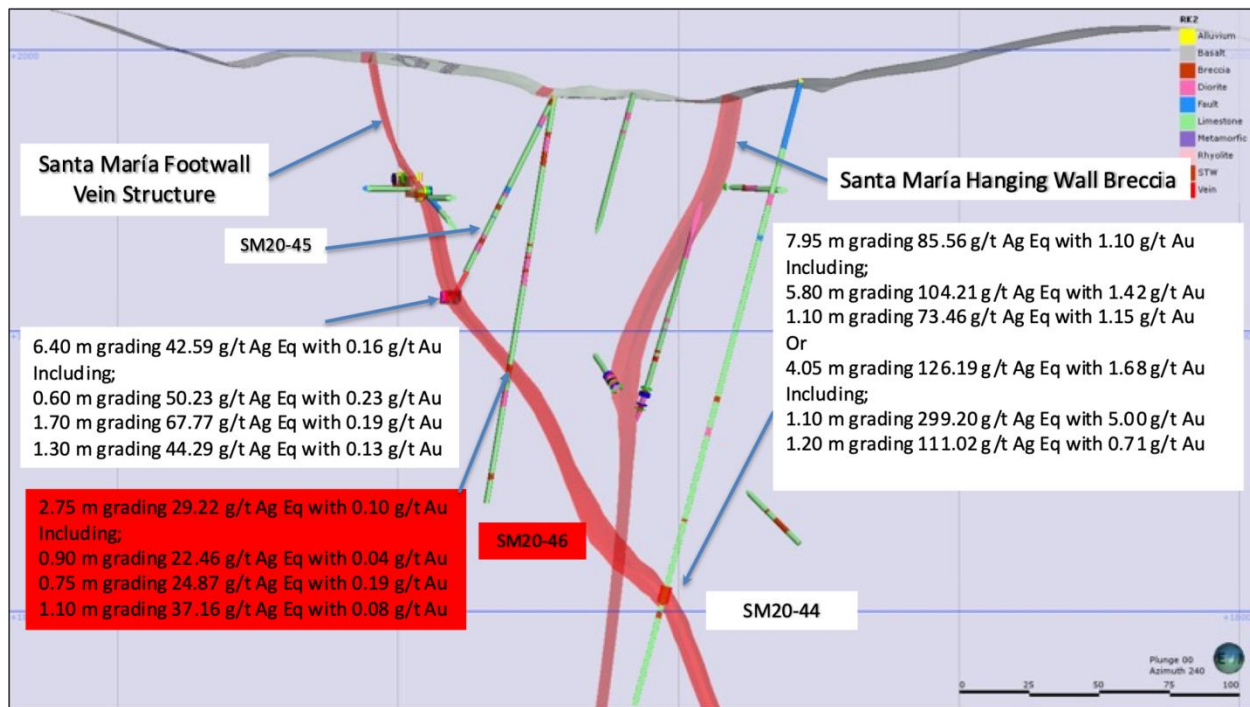 RK2
Alluvium
Basalt
Breccia
Diorite
Fault
Limestone
Metamorfic
Rhyolite
STW
Vein
+2000
Santa María Footwall
Vein Structure
Santa María Hanging Wall Breccia
SM20-45
7.95 m grading 85.56 g/t Ag Eq with 1.10 g/t Au
Including;
5.80 m grading 104.21 g/t Ag Eq with 1.42 g/t Au
1.10 m grading 73.46 g/t Ag Eq with 1.15 g/t Au
Or
4.05 m grading 126.19 g/t Ag Eq with 1.68 g/t Au
Including;
1.10 m grading 299.20 g/t Ag Eq with 5.00 g/t Au
1.20 m grading 111.02 g/t Ag Eq with 0.71 g/t Au
6.40 m grading 42.59 g/t Ag Eq with 0.16 g/t Au
Including;
0.60 m grading 50.23 g/t Ag Eq with 0.23 g/t Au
1.70 m grading 67.77 g/t Ag Eq with 0.19 g/t Au
1.30 m grading 44.29 g/t Ag Eq with 0.13 g/t Au
2.75 m grading 29.22 g/t Ag Eq with 0.10 g/t Au
Including;
0.90 m grading 22.46 g/t Ag Eq with 0.04 g/t Au
0.75 m grading 24.87 g/t Ag Eq with 0.19 g/t Au
1.10 m grading 37.16 g/t Ag Eq with 0.08 g/t Au
SM20-46
SM20-44
Plunge 00
Azimuth 240
0 25 50 75 100